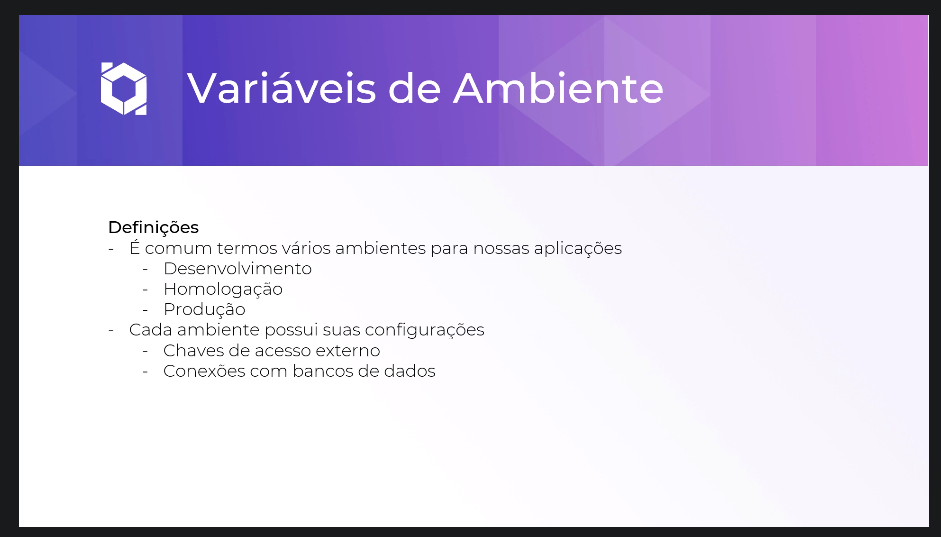 Variáveis de Ambiente
Definições
- É comum termos vários ambientes para nossas aplicações
- Desenvolvimento
- Homologação
- Produção
- Cada ambiente possui suas configurações
- Chaves de acesso externo
- Conexões com bancos de dados